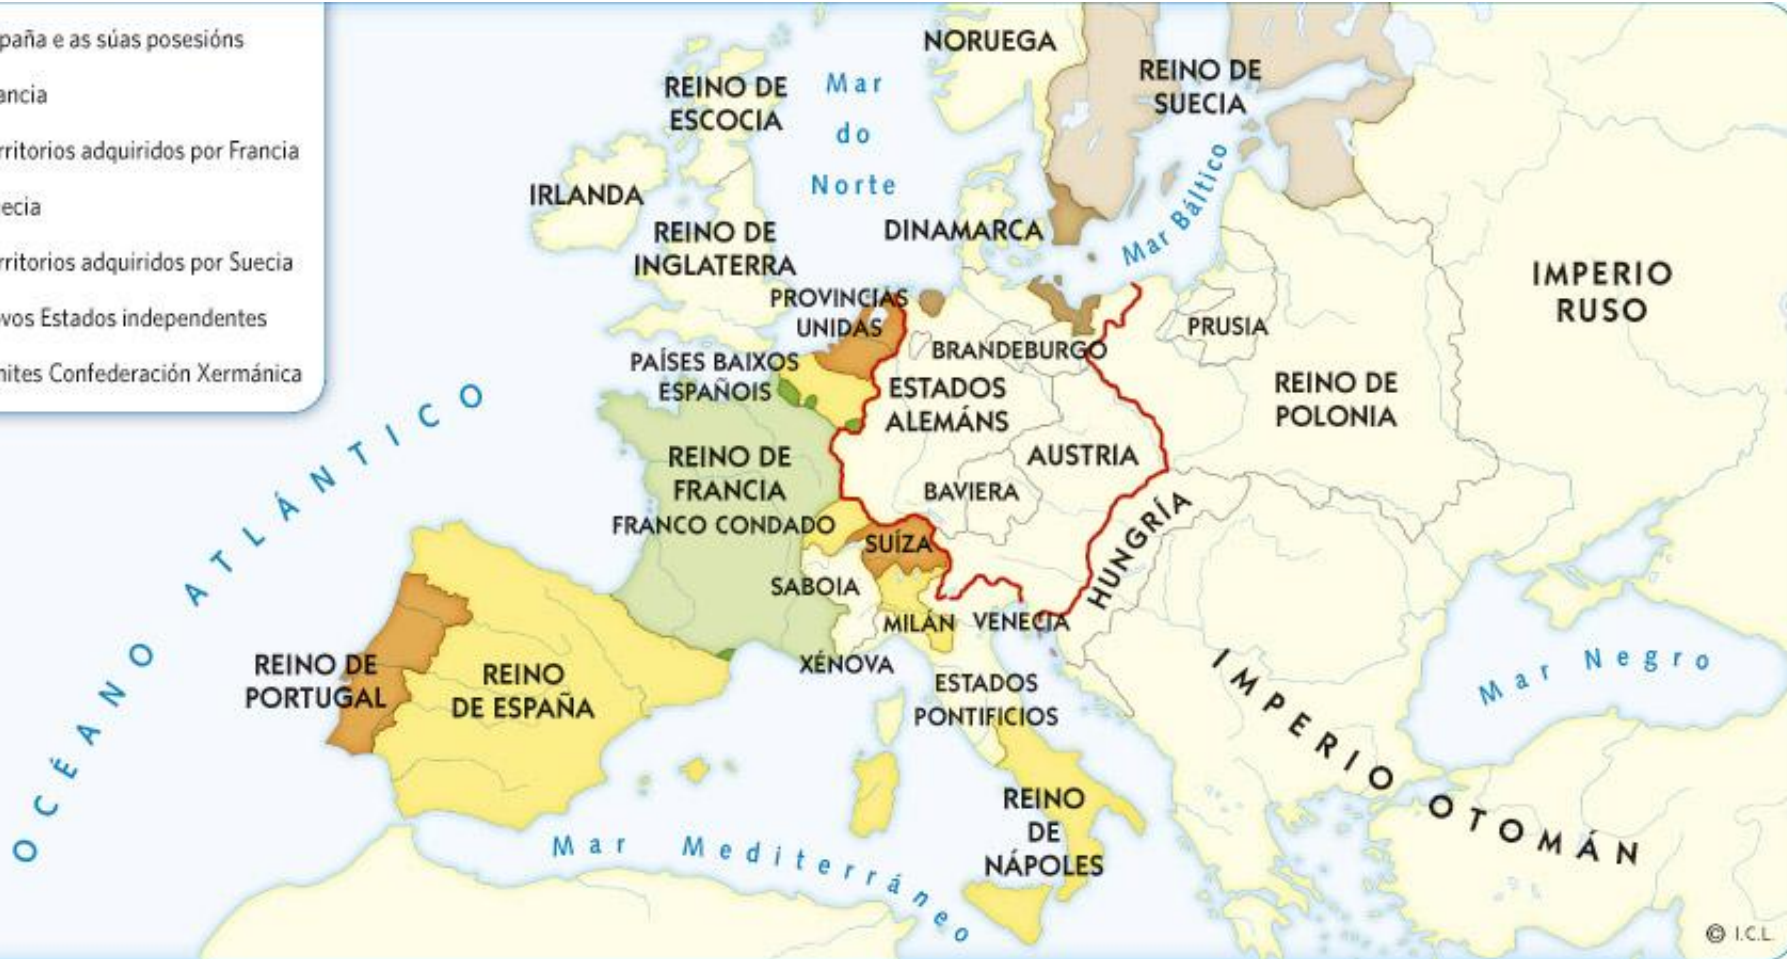 paña e as súas posesións
ancia
rritorios adquiridos por Francia
ecia
rritorios adquiridos por Suecia
ovos Estados independentes
mites Confederación Xermánica
NORUEGA
REINO DE
SUECIA
REINO DE
ESCOCIA
Mar
do
Norte
IRLANDA
REINO DE
INGLATERRA
DINAMARCA
Mar Báltico
IMPERIO
RUSO
PROVINCIAS
UNIDAS
PRUSIA
BRANDEBURGO
PAÍSES BAIXOS
ESPAÑOIS
ESTADOS
ALEMÁNS
REINO DE
POLONIA
OCÉANO ATLÁNTICO
REINO DE
FRANCIA
AUSTRIA
BAVIERA
FRANCO CONDADO
SUÍZA
HUNGRÍA
SABOIA
MILÁN
VENECIA
XÉNOVA
REINO DE
PORTUGAL
REINO
DE ESPAÑA
ESTADOS
PONTIFICIOS
IMPERIO OTOMÁN
Mar Negro
REINO
DE
NÁPOLES
Mar Mediterráneo
© I.C.L.